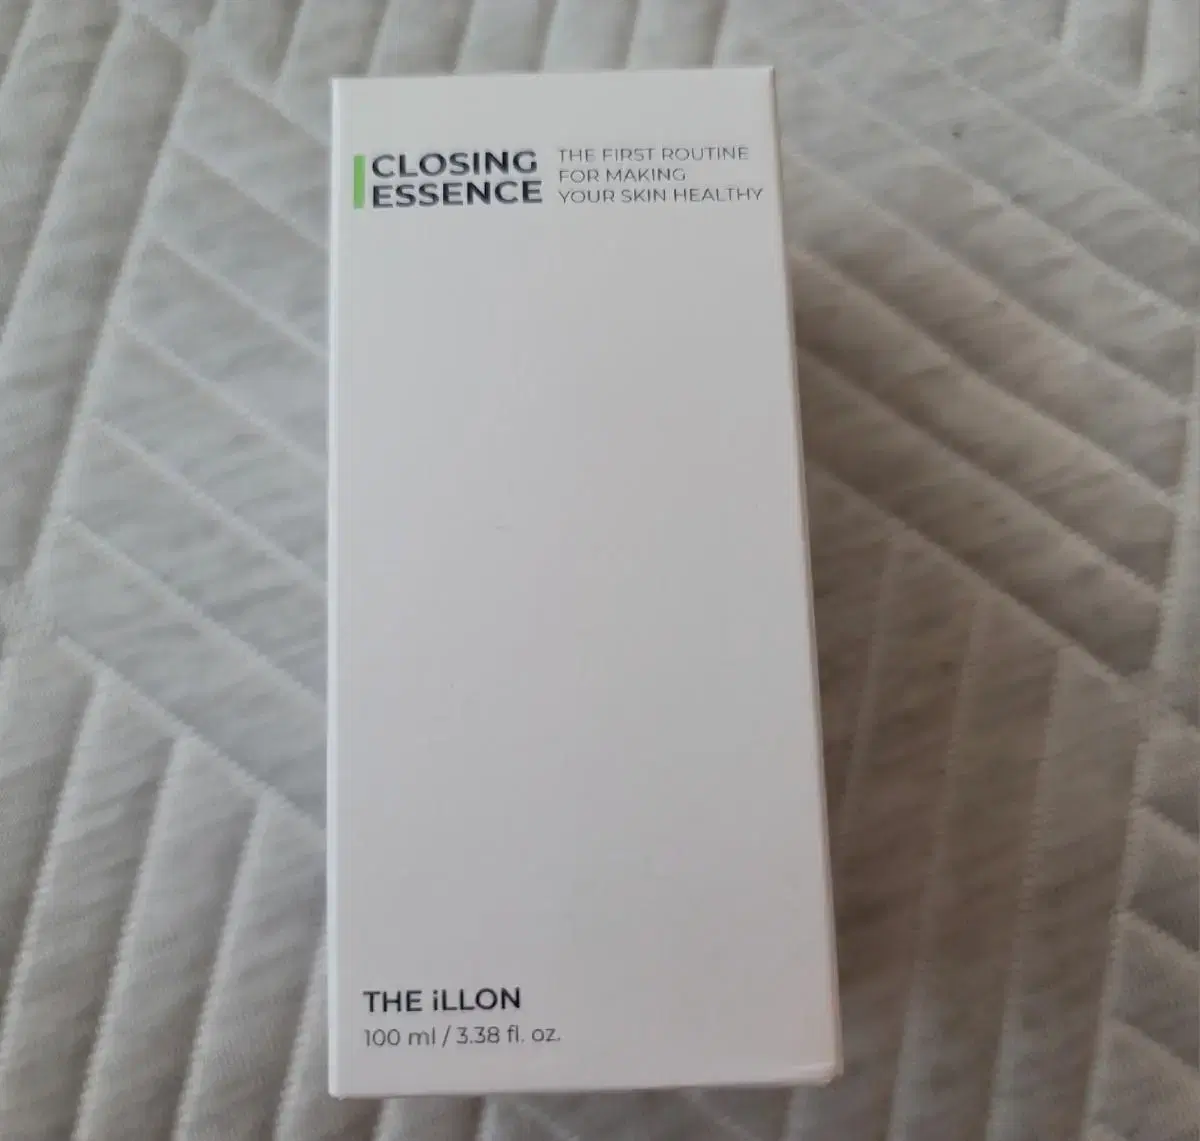 CLOSING
ESSENCE
THE FIRST ROUTINE
FOR MAKING
YOUR SKIN HEALTHY
THE iLLON
100 ml / 3.38 fl. oz.